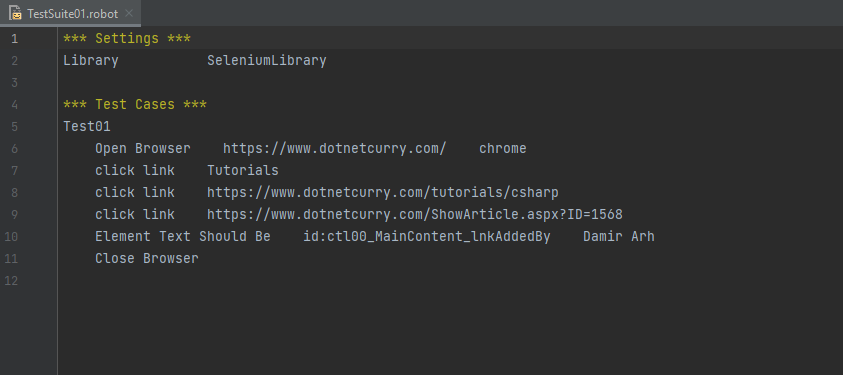 TestSuite01.robot
1 *** Settings ***
2 Library SeleniumLibrary
3
4 *** Test Cases ***
5 Test01
6 Open Browser https://www.dotnetcurry.com/ chrome
7 click link Tutorials
8 click link https://www.dotnetcurry.com/tutorials/csharp
9 click link https://www.dotnetcurry.com/ShowArticle.aspx?ID=1568
10 Element Text Should Be id:ctl00_MainContent_lnkAddedBy Damir Arh
11 Close Browser
12